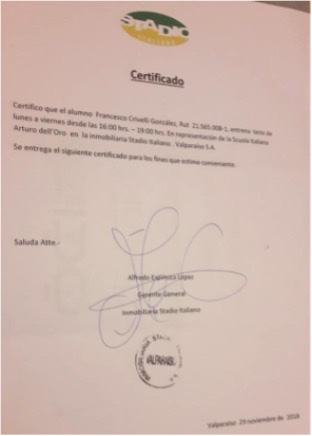 STADIO
ITALIANO
Certificado
Certifico que el alumno Francesco Crivelli González, Rut 21.565.008-1, entrena tenis de
lunes a viernes desde las 16:00 hrs. – 19:00 hrs. En representación de la Scuola Italiana
Arturo dell'Oro en la inmobiliaria Stadio Italiano . Valparaíso S.A.
Se entrega el siguiente certificado para los fines que estime conveniente.
Saluda Atte.-
Alfredo Espinoza López
Gerente General
Inmobiliaria Stadio Italiano
VALPARAISO
Valparaíso 29 noviembre de 2018